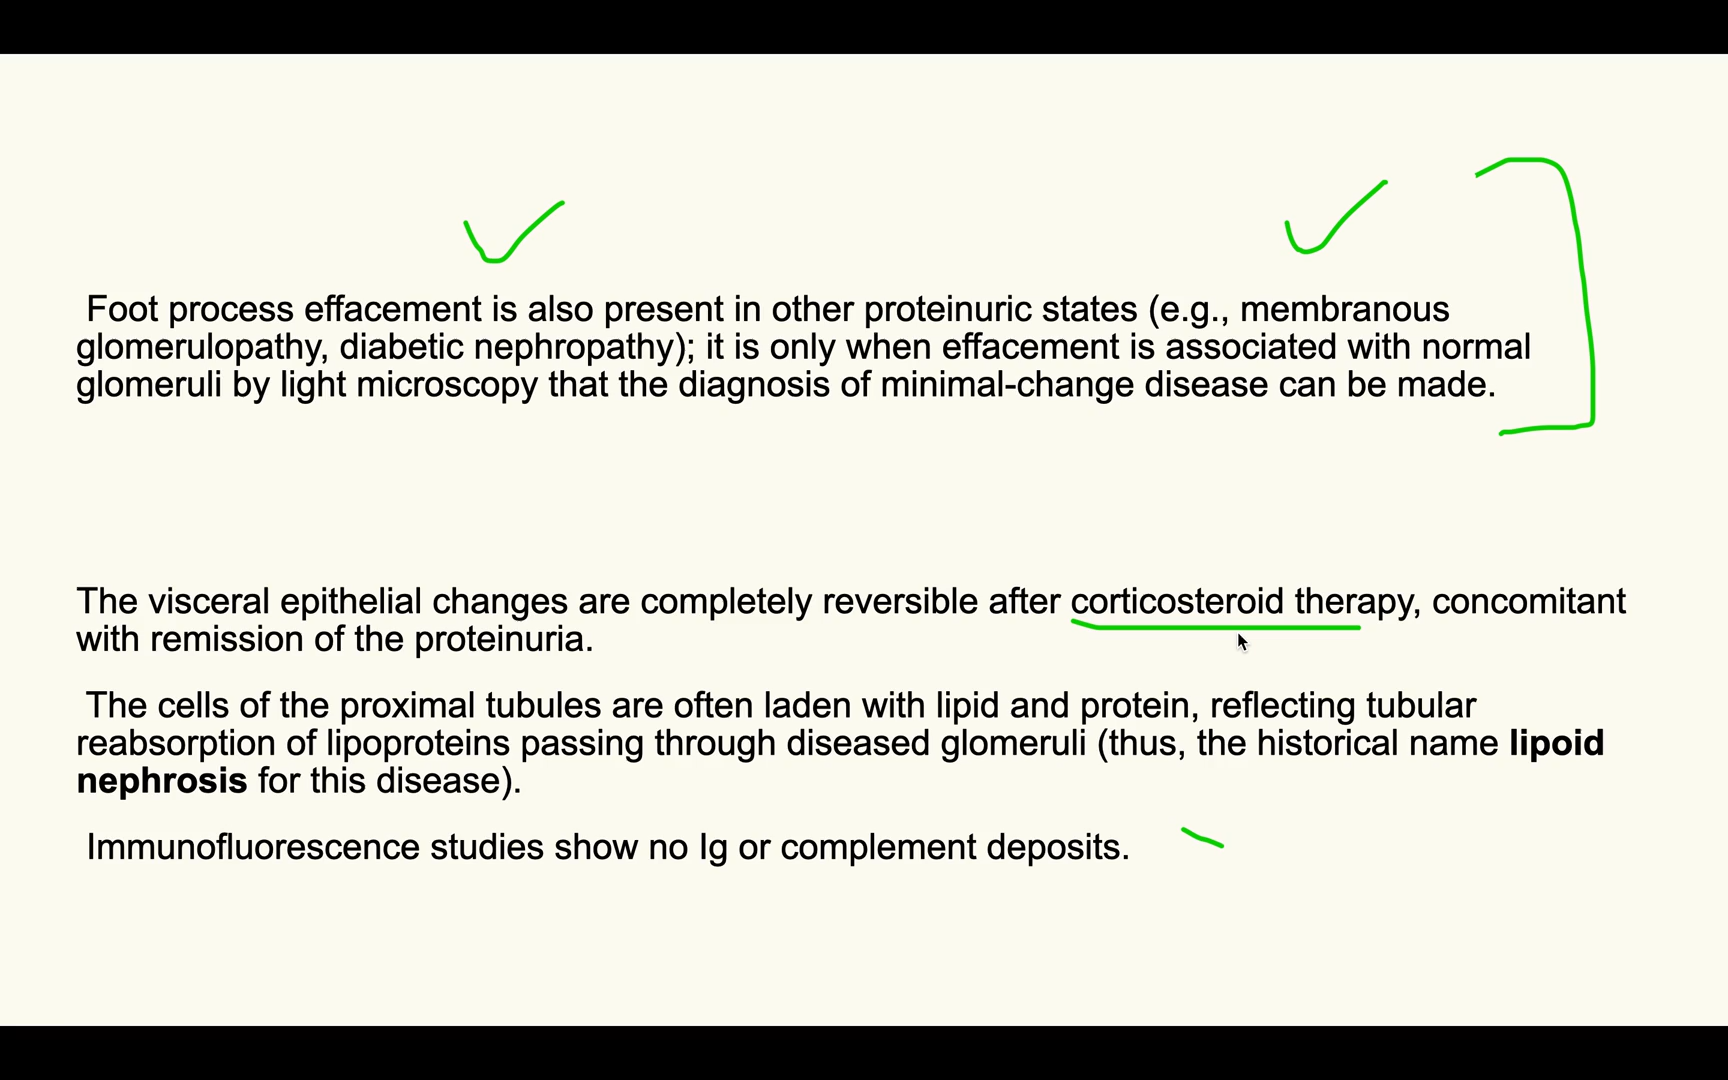 Foot process effacement is also present in other proteinuric states (e.g., membranous
glomerulopathy, diabetic nephropathy); it is only when effacement is associated with normal
glomeruli by light microscopy that the diagnosis of minimal-change disease can be made.
The visceral epithelial changes are completely reversible after corticosteroid therapy, concomitant
with remission of the proteinuria.
The cells of the proximal tubules are often laden with lipid and protein, reflecting tubular
reabsorption of lipoproteins passing through diseased glomeruli (thus, the historical name lipoid
nephrosis for this disease).
Immunofluorescence studies show no Ig or complement deposits.